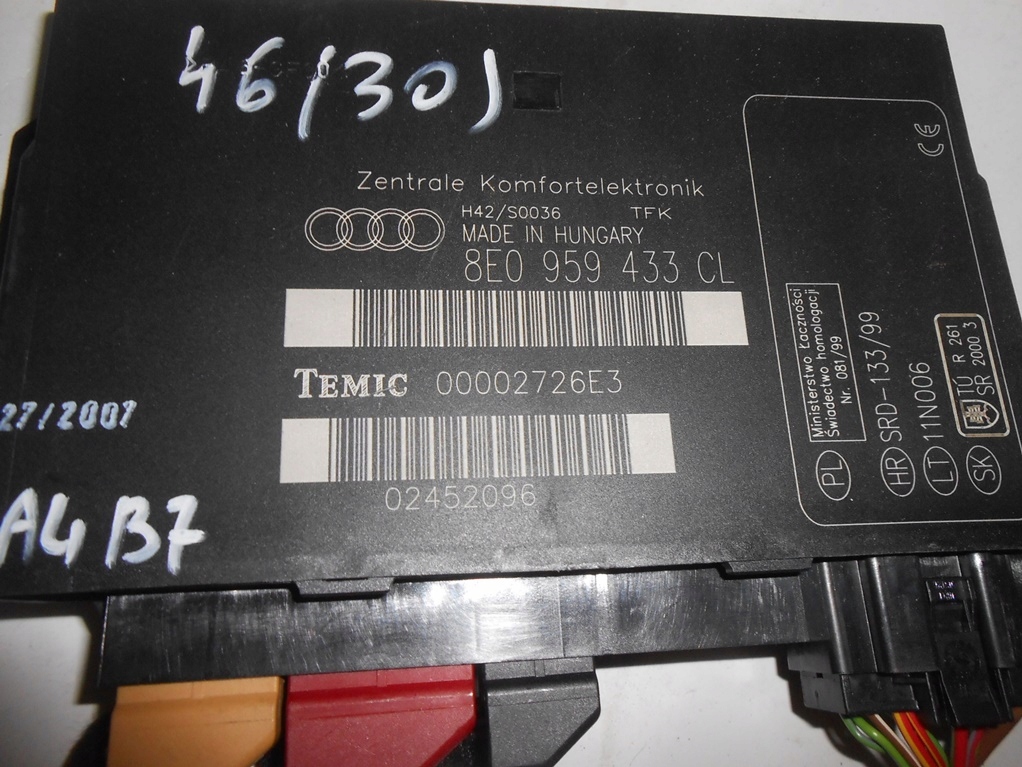 46/30)
Zentrale Komfortelektronik
H42/S0036 TFK
MADE IN HUNGARY
8E0 959 433 CL
TEMIC 00002726E3
02452096
27/2007
A4 B7
CE
PL Ministerstwo Łączności
Świadectwo homologacji
Nr. 081/99
HR SRD-133/99
LT 11N006
SK TÚ R 261
SR 2000 3